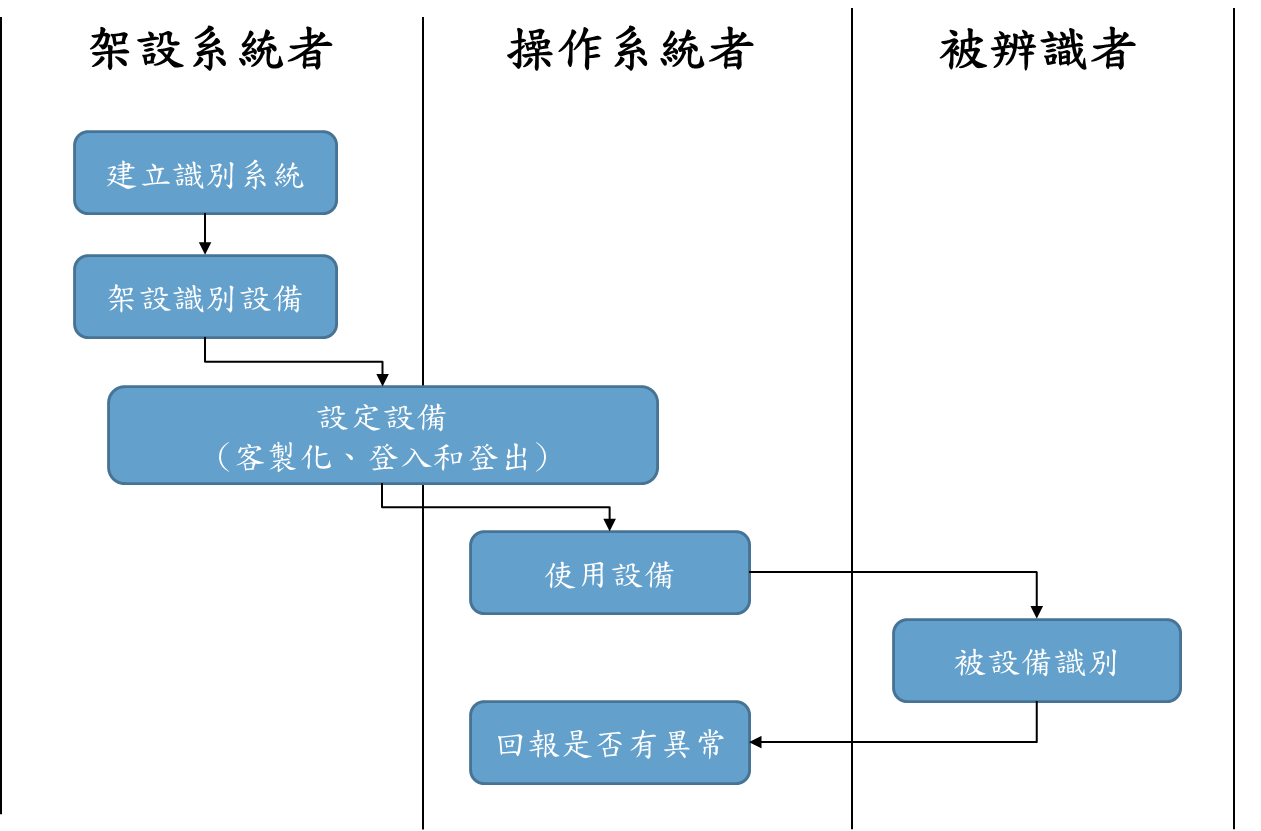 架設系統者
操作系統者
被辨識者
建立識別系統
架設識別設備
設定設備
（客製化、登入和登出）
使用設備
被設備識別
回報是否有異常